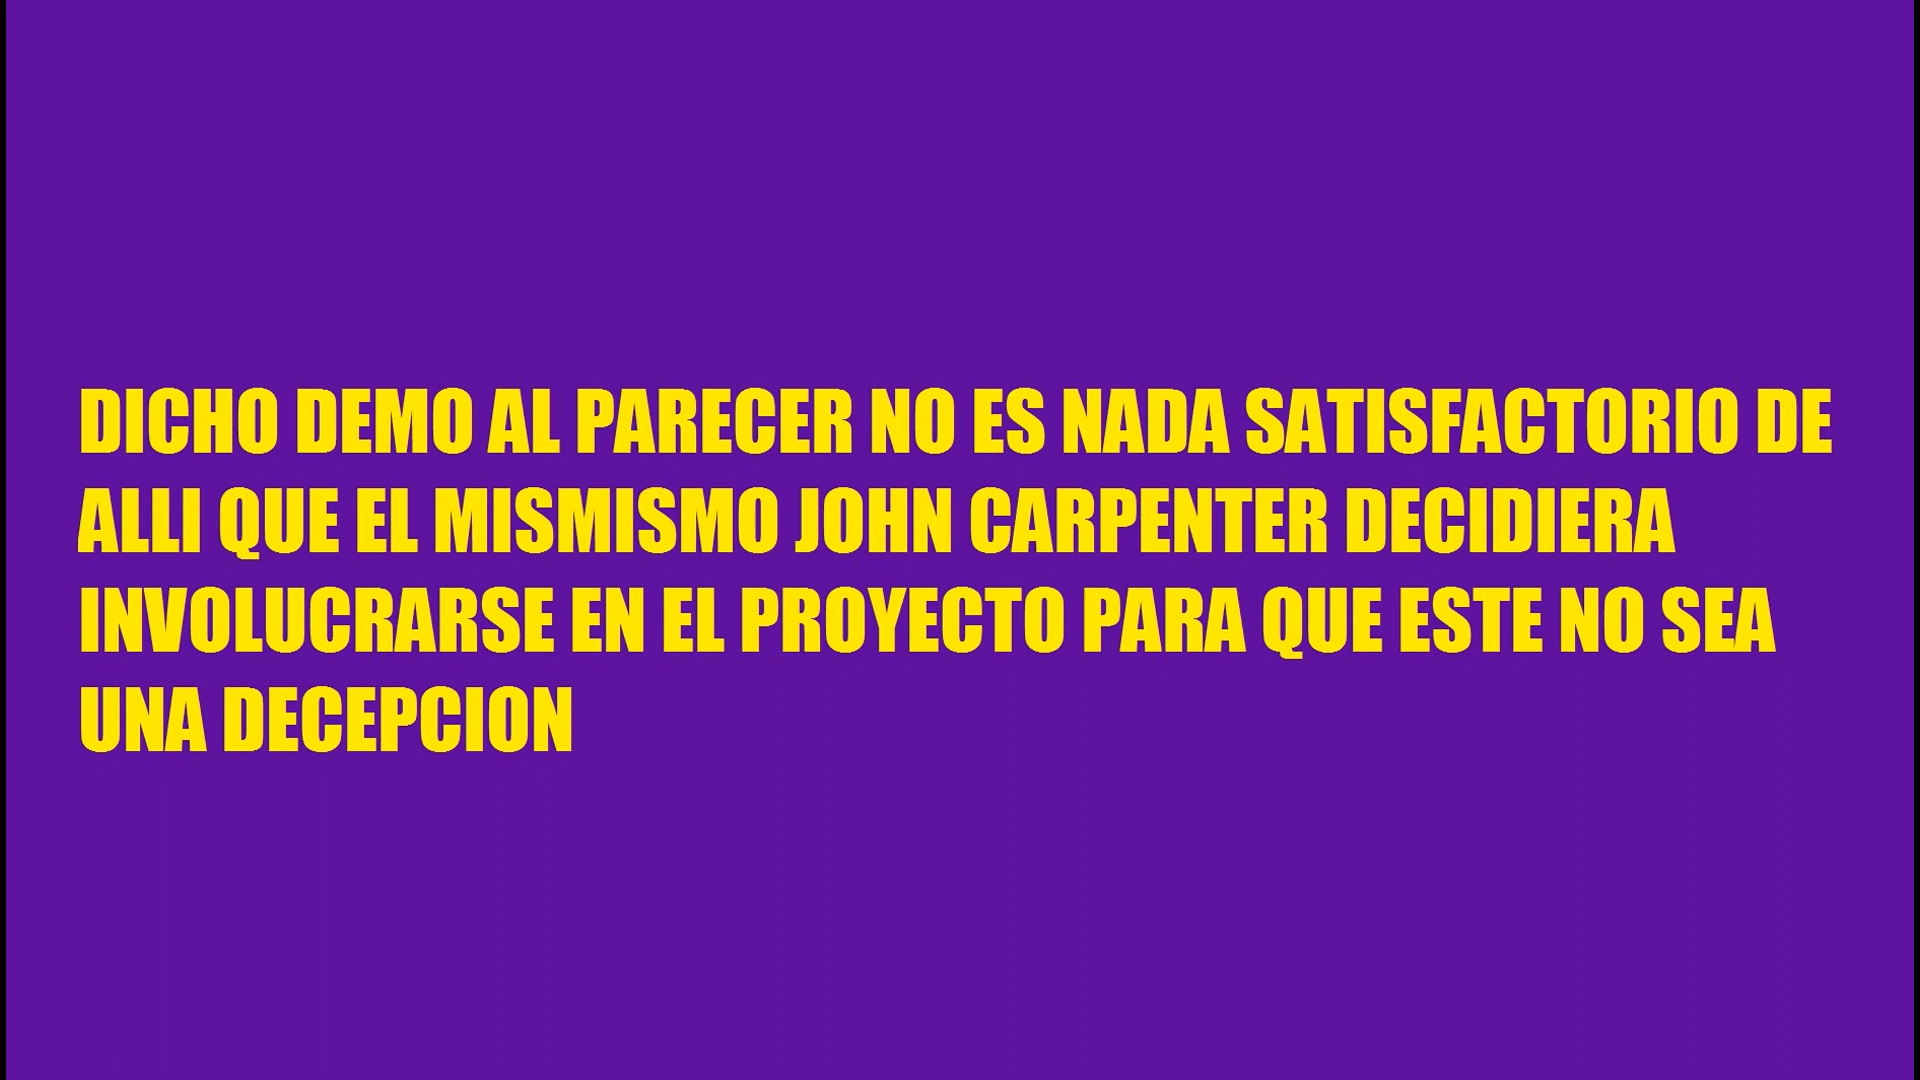 DICHO DEMO AL PARECER NO ES NADA SATISFACTORIO DE
ALLI QUE EL MISMISMO JOHN CARPENTER DECIDIERA
INVOLUCRARSE EN EL PROYECTO PARA QUE ESTE NO SEA
UNA DECEPCION